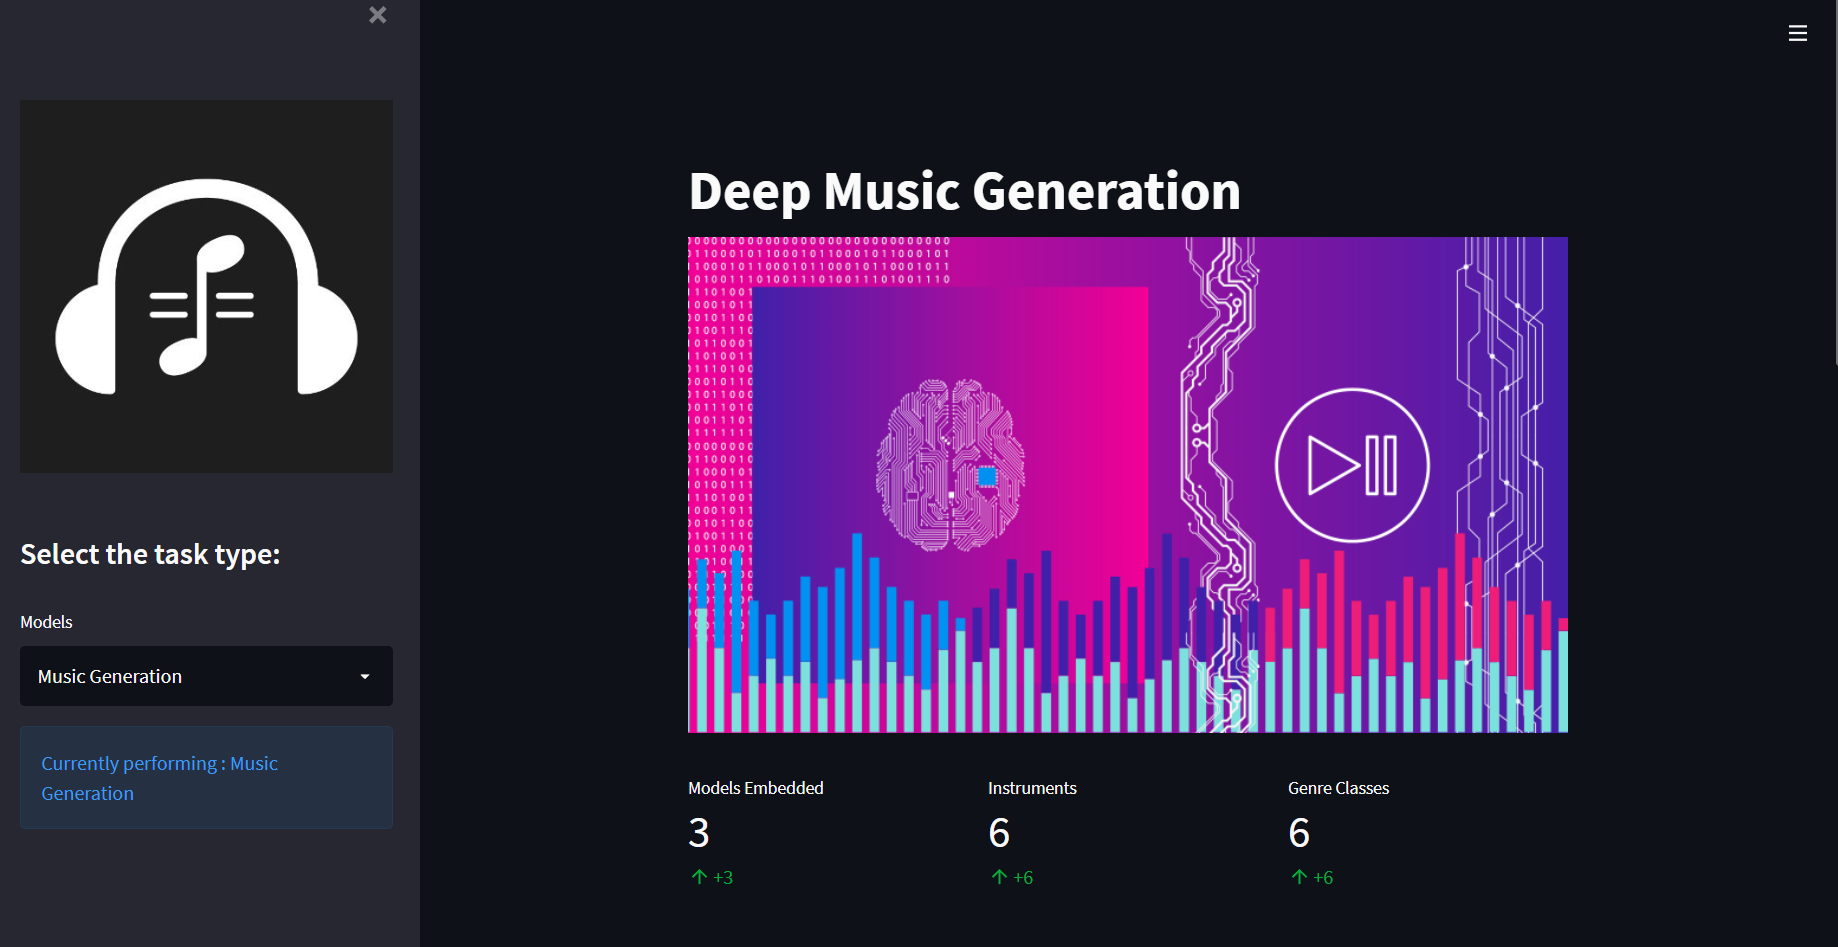 Select the task type:
Models
Music Generation
Currently performing : Music
Generation
Deep Music Generation
Models Embedded
3
+3
Instruments
6
+6
Genre Classes
6
+6